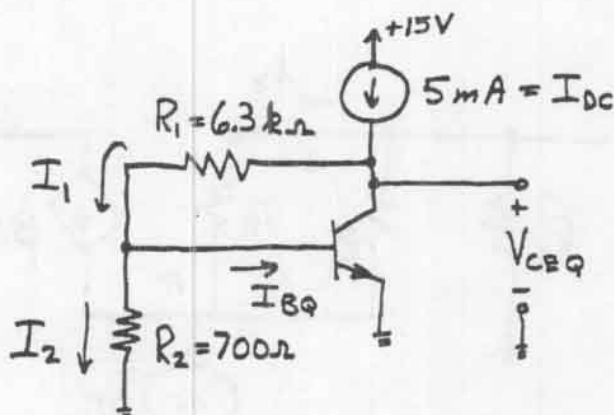 +15V
5mA = I_DC
R₁=6.3kΩ
I₁
+
V_CEQ
-
I_BQ
I₂
R₂=700Ω